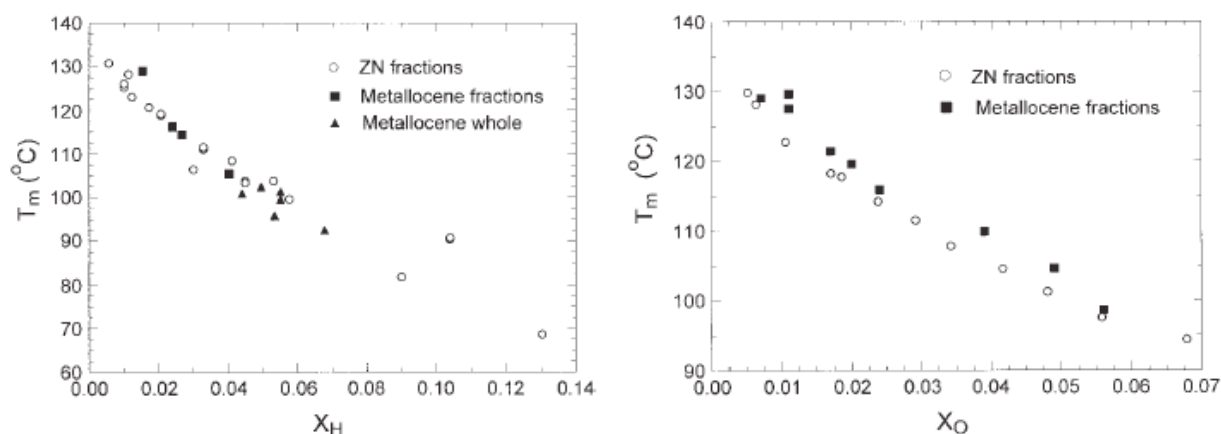 140
130
120
110
100
90
80
70
60
Tm (°C)
ZN fractions
Metallocene fractions
Metallocene whole
0.00 0.02 0.04 0.06 0.08 0.10 0.12 0.14
XH
140
130
120
110
100
90
Tm (°C)
ZN fractions
Metallocene fractions
0.00 0.01 0.02 0.03 0.04 0.05 0.06 0.07
XO